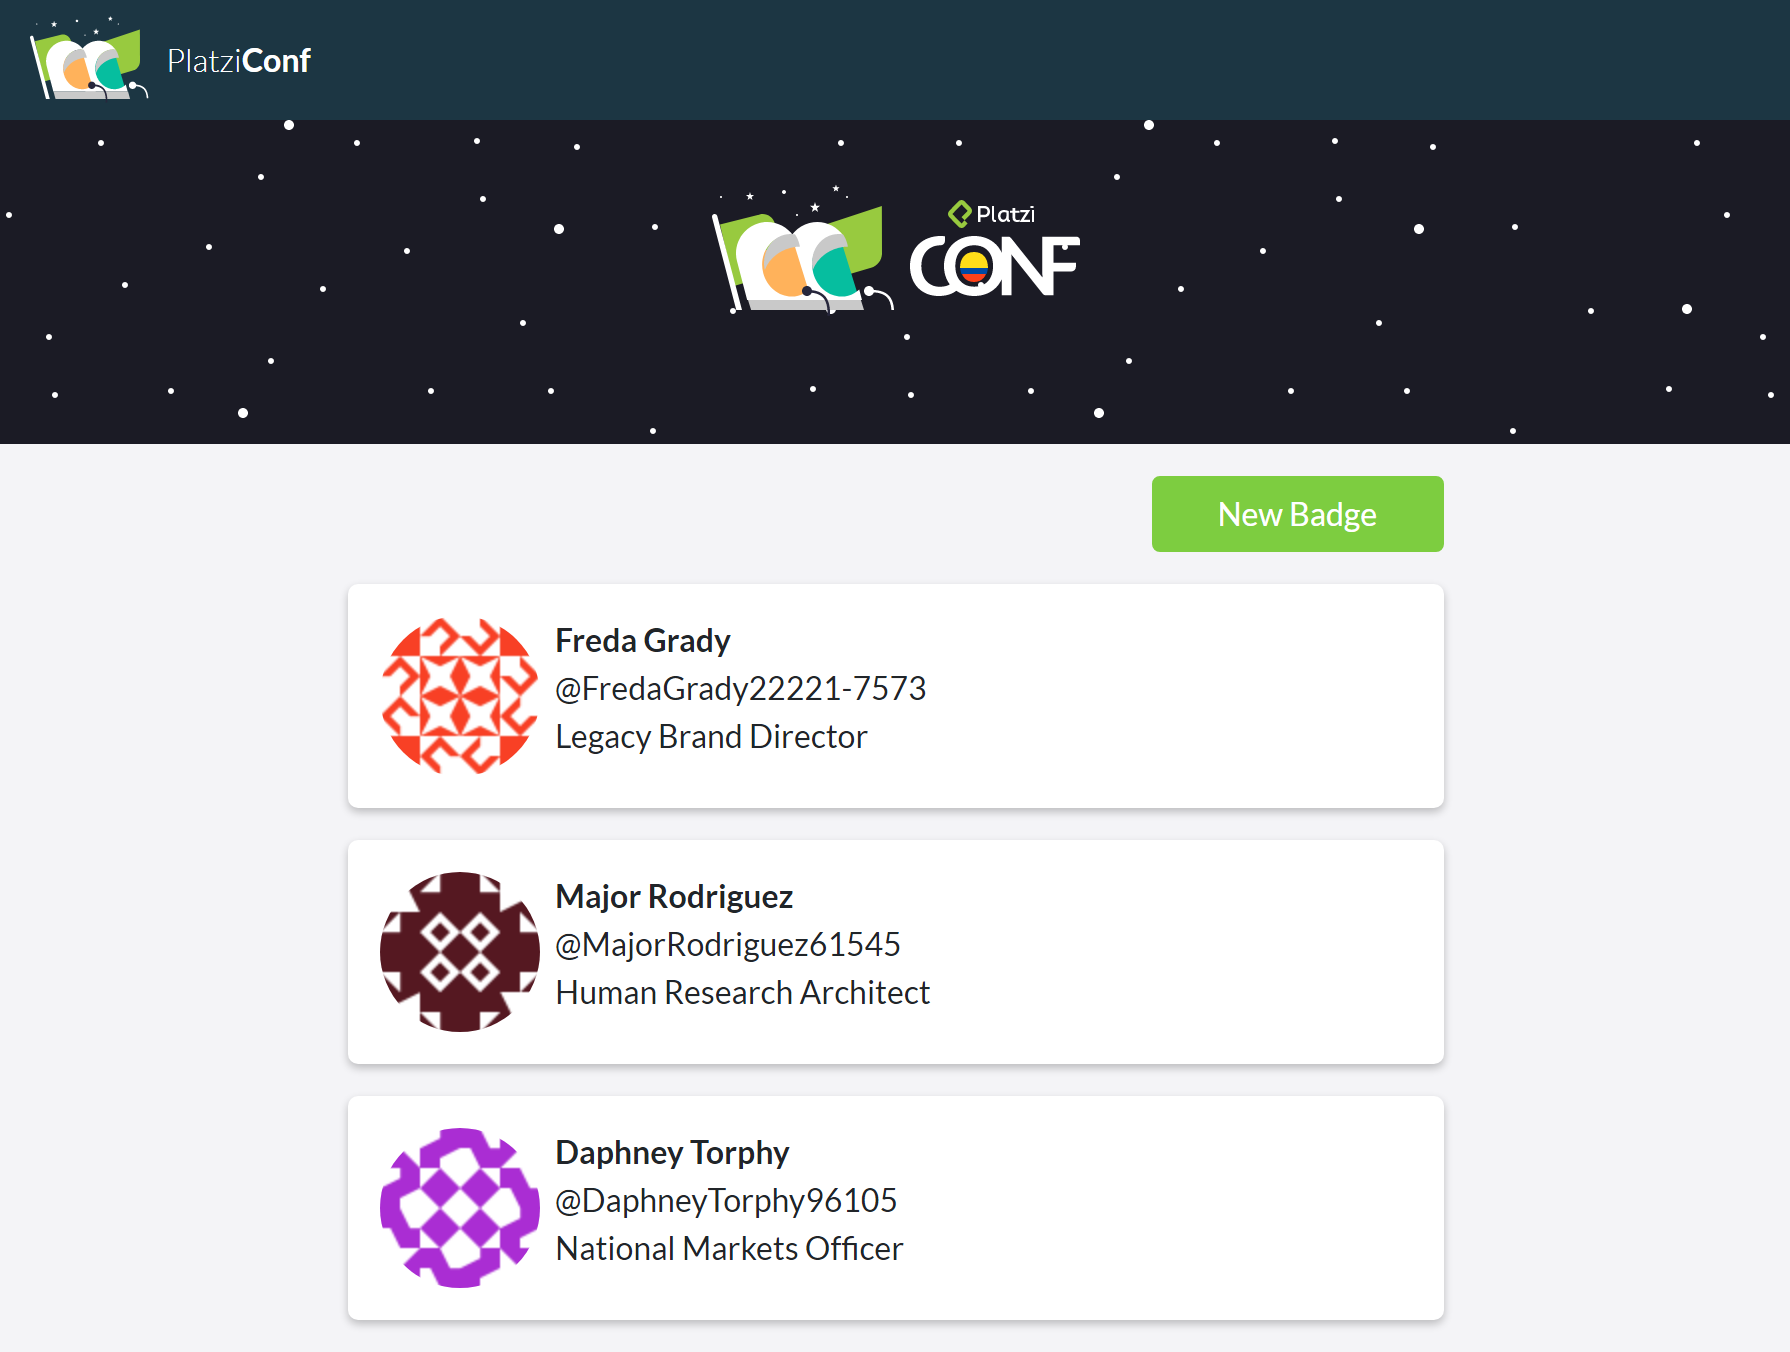 PlatziConf
Platzi
CONF
New Badge
Freda Grady
@FredaGrady22221-7573
Legacy Brand Director
Major Rodriguez
@MajorRodriguez61545
Human Research Architect
Daphney Torphy
@DaphneyTorphy96105
National Markets Officer